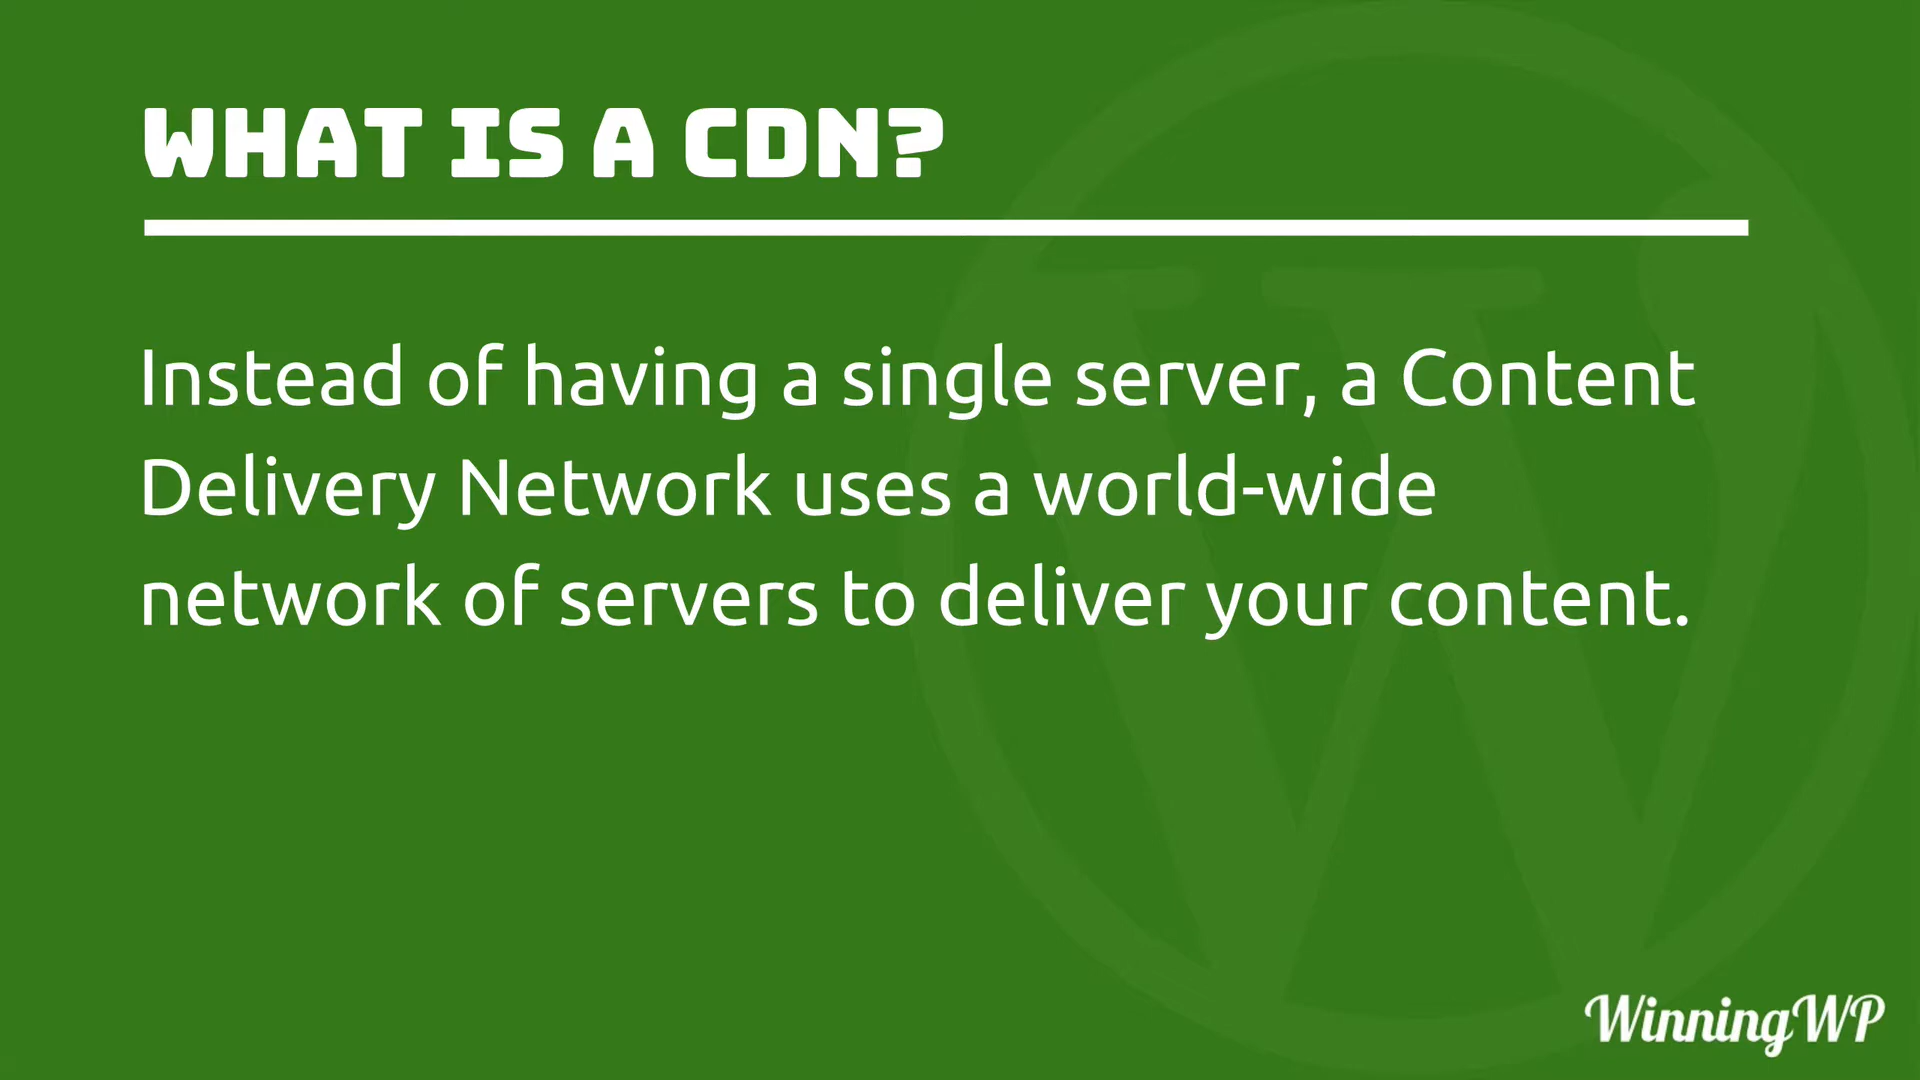 WHAT IS A CDN?
Instead of having a single server, a Content
Delivery Network uses a world-wide
network of servers to deliver your content.
WinningWP